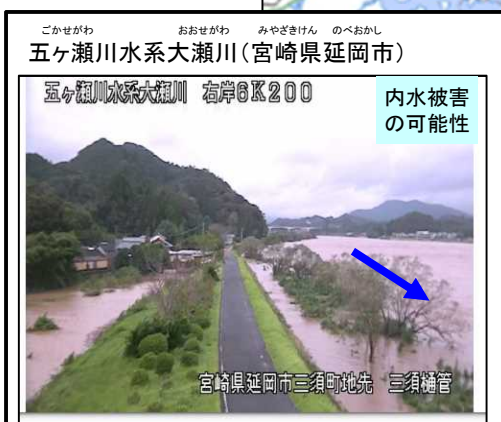 ごかせがわ おおせがわ みやざきけん のべおかし
五ヶ瀬川水系大瀬川(宮崎県延岡市)
五ヶ瀬川水系大瀬川 右岸6K200
内水被害
の可能性
宮崎県延岡市三須町地先 三須樋管